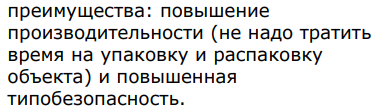 преимущества: повышение
производительности (не надо тратить
время на упаковку и распаковку
объекта) и повышенная
типобезопасность.